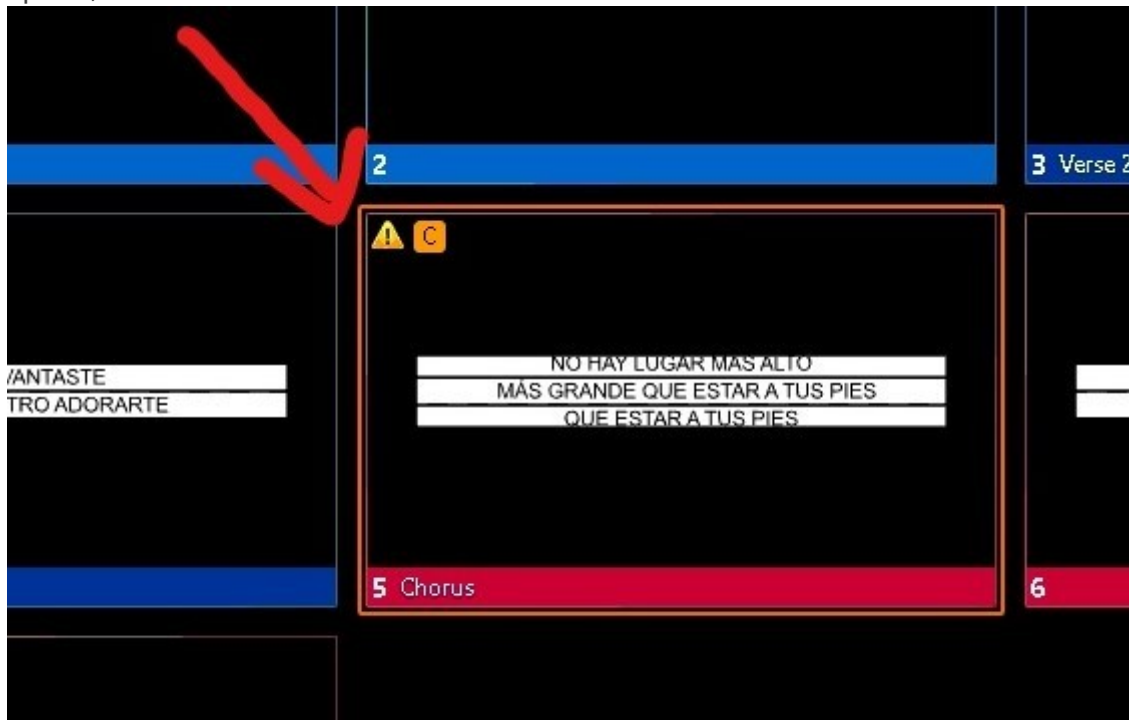 2
3 Verse 2
C
VANTASTE
TRO ADORARTE
NO HAY LUGAR MAS ALTO
MÁS GRANDE QUE ESTAR A TUS PIES
QUE ESTAR A TUS PIES
5 Chorus
6